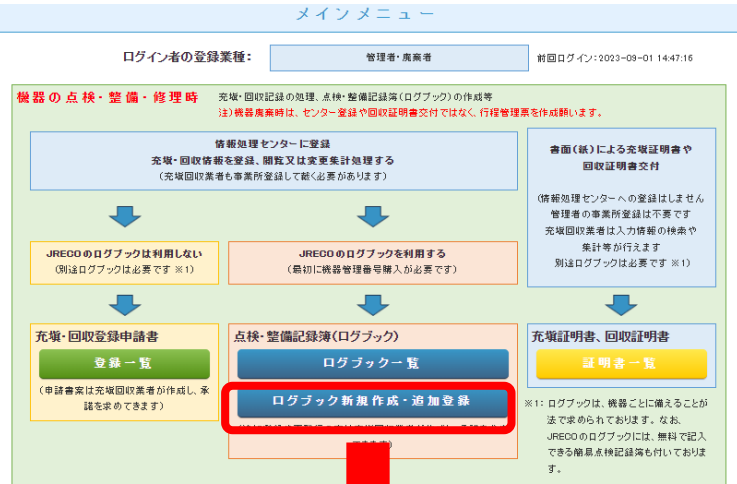 メインメニュー
ログイン者の登録業種:
管理者・廃棄者
前回ログイン:2023-09-01 14:47:16
機器の点検・整備・修理時
充填・回収記録の処理、点検・整備記録簿(ログブック)の作成等
注)機器廃棄時は、センター登録や回収証明書交付ではなく、行程管理票を作成願います。
情報処理センターに登録
充填・回収情報を登録、閲覧又は変更集計処理する
(充填回収業者も事業所登録して戴く必要があります)
書面(紙)による充填証明書や
回収証明書交付
(情報処理センターへの登録はしません
管理者の事業所登録は不要です
充填回収業者は入力情報の検索や
集計等が行えます
別途ログブックは必要です ※1)
JRECOのログブックは利用しない
(別途ログブックは必要です ※1)
JRECOのログブックを利用する
(最初に機器管理番号購入が必要です)
充填・回収登録申請書
登録一覧
(申請書案は充填回収業者が作成し、承
諾を求めてきます)
点検・整備記録簿(ログブック)
ログブック一覧
ログブック新規作成・追加登録
充填証明書、回収証明書
証明書一覧
※1: ログブックは、機器ごとに備えることが
法で求められております。なお、
JRECOのログブックには、無料で記入
できる簡易点検記録簿も付いておりま
す。